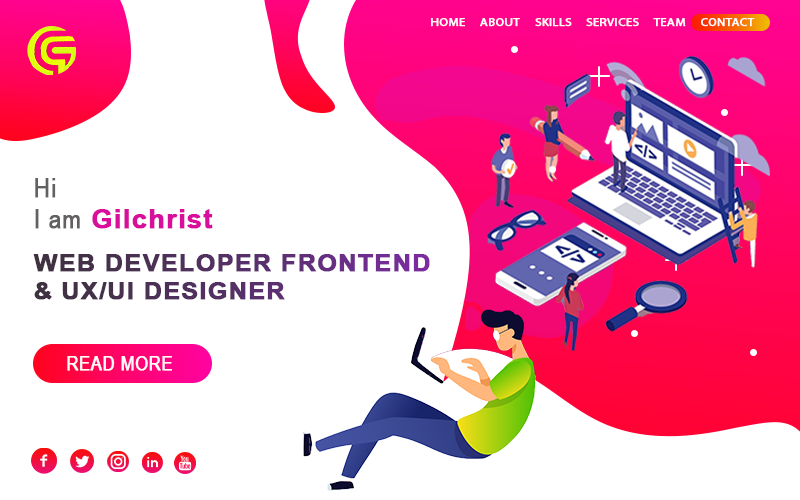 HOME ABOUT SKILLS SERVICES TEAM CONTACT
Hi
I am Gilchrist
WEB DEVELOPER FRONTEND
& UX/UI DESIGNER
READ MORE